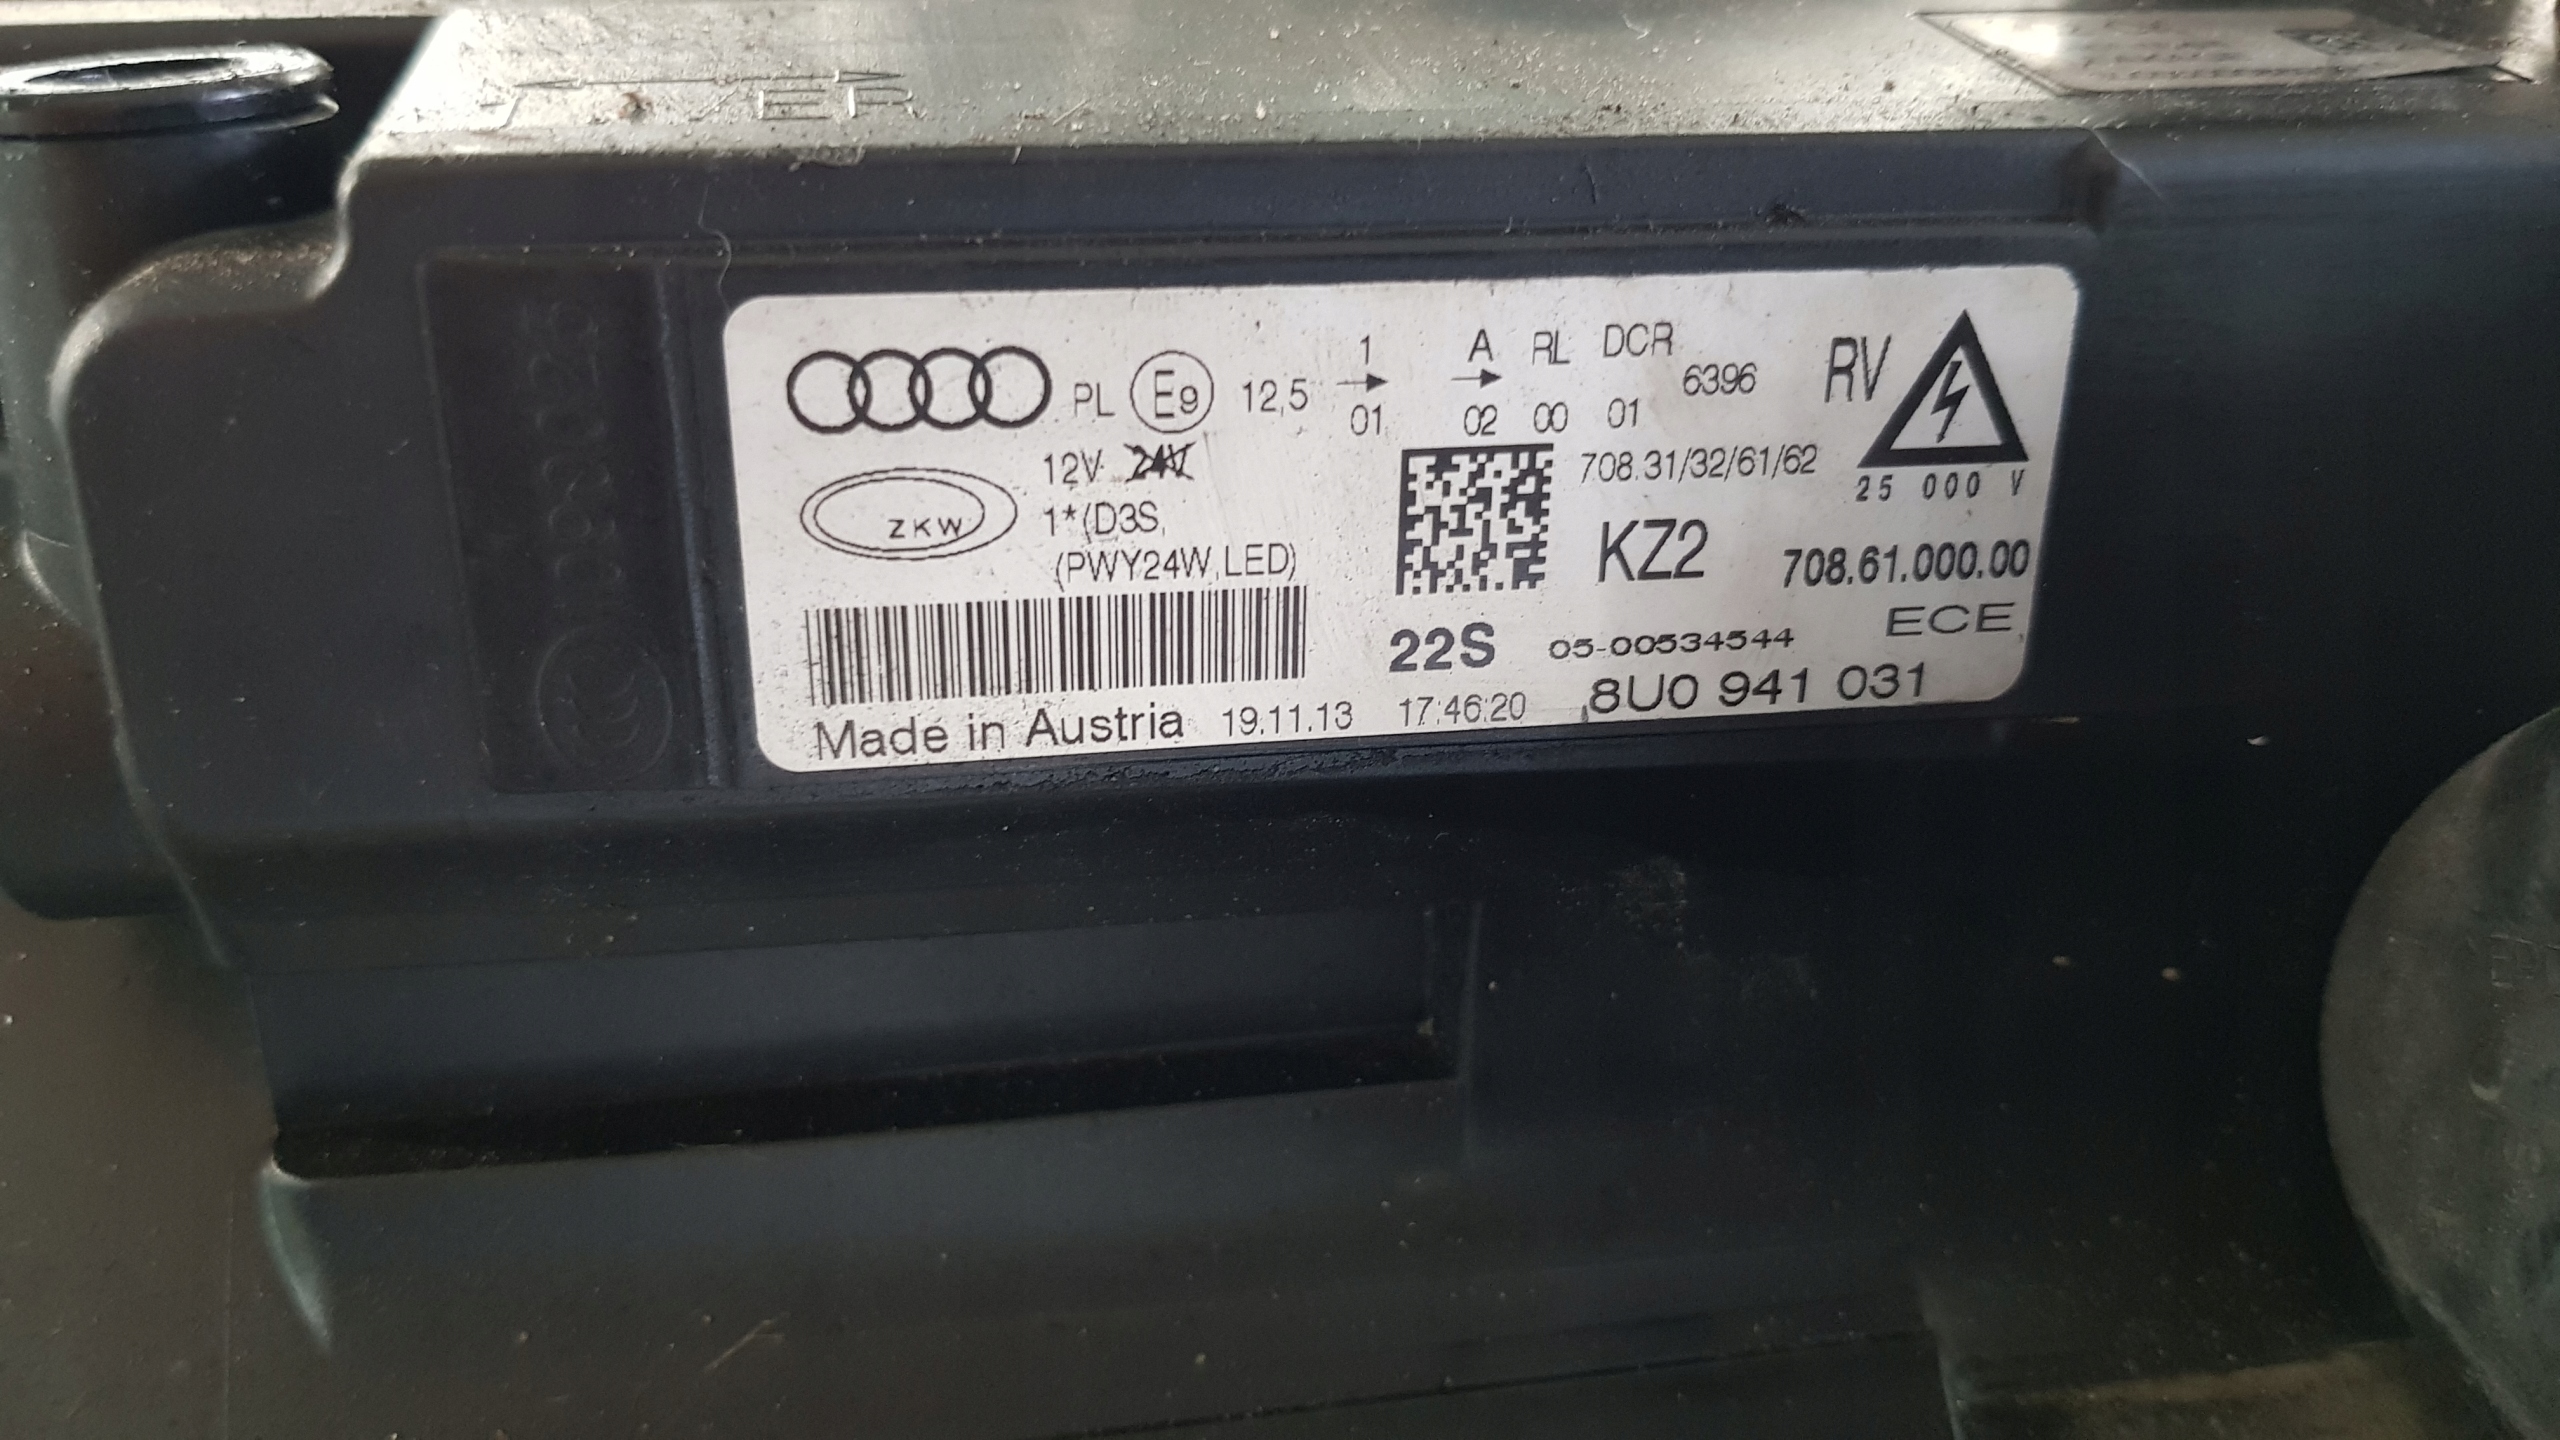 PL E9 12,5 1 A RL DCR 6396 RV
01 02 00 01
12V 24V 708.31/32/61/62 25 000 V
ZKW 1*(D3S,
(PWY24W,LED) KZ2 708.61.000.00
ECE
22S 05-00534544
Made in Austria 19.11.13 17:46:20 8U0 941 031